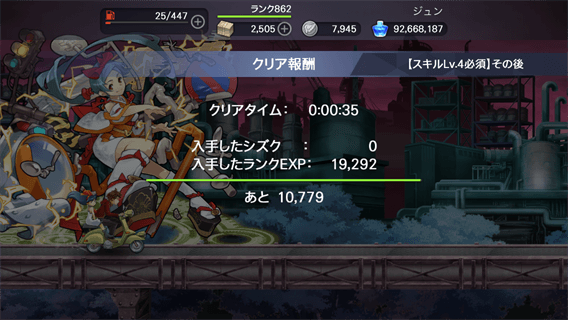 ランク862
ジュン
25/447
2,505
7,945
92,668,187
クリア報酬
【スキルLv.4必須】その後
クリアタイム： 0:00:35
入手したシズク ： 0
入手したランクEXP： 19,292
あと 10,779